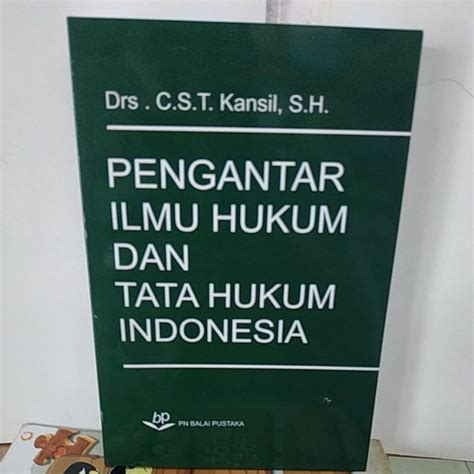 Drs . C.S.T. Kansil, S.H.
PENGANTAR
ILMU HUKUM
DAN
TATA HUKUM
INDONESIA
bp
PN BALAI PUSTAKA